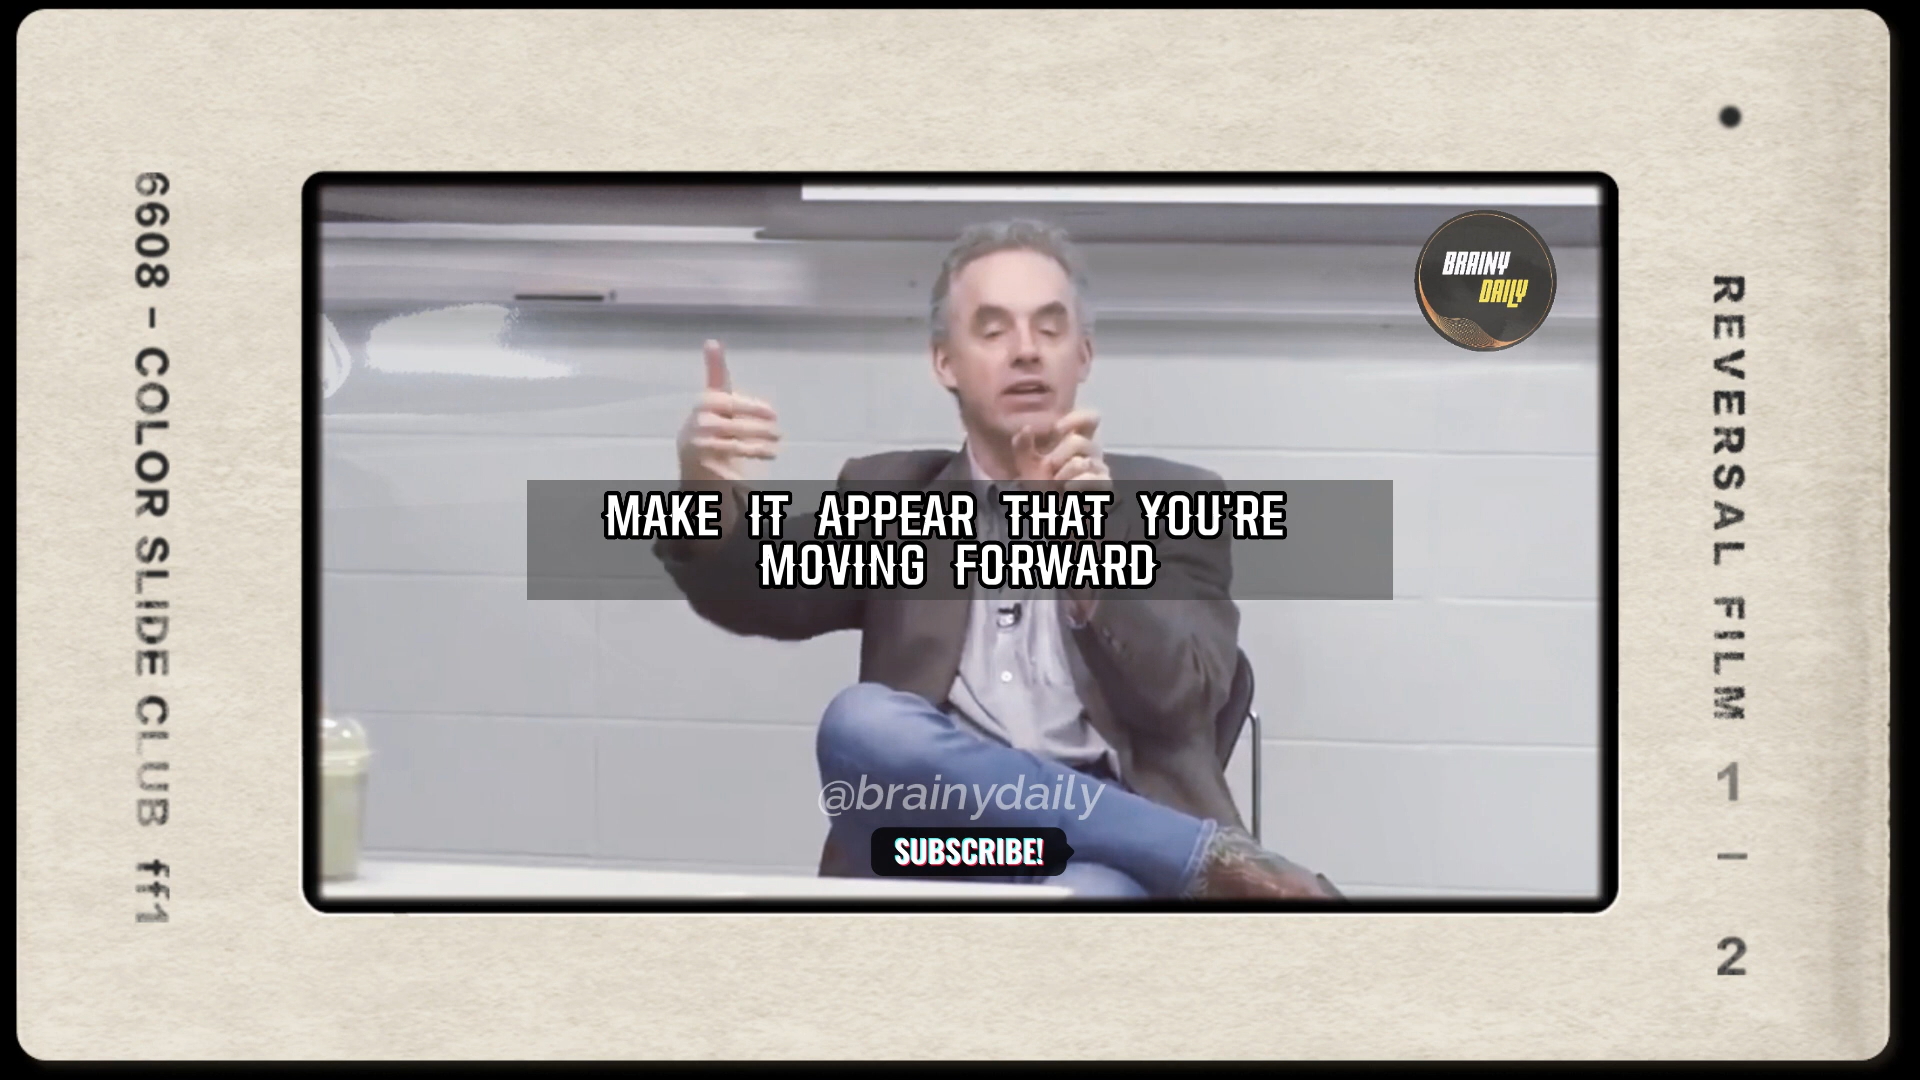 6608 - COLOR SLIDE CLUB ff1
BRAINY
DAILY
MAKE IT APPEAR THAT YOU'RE
MOVING FORWARD
@brainydaily
SUBSCRIBE!
REVERSAL FILM 1 - 2